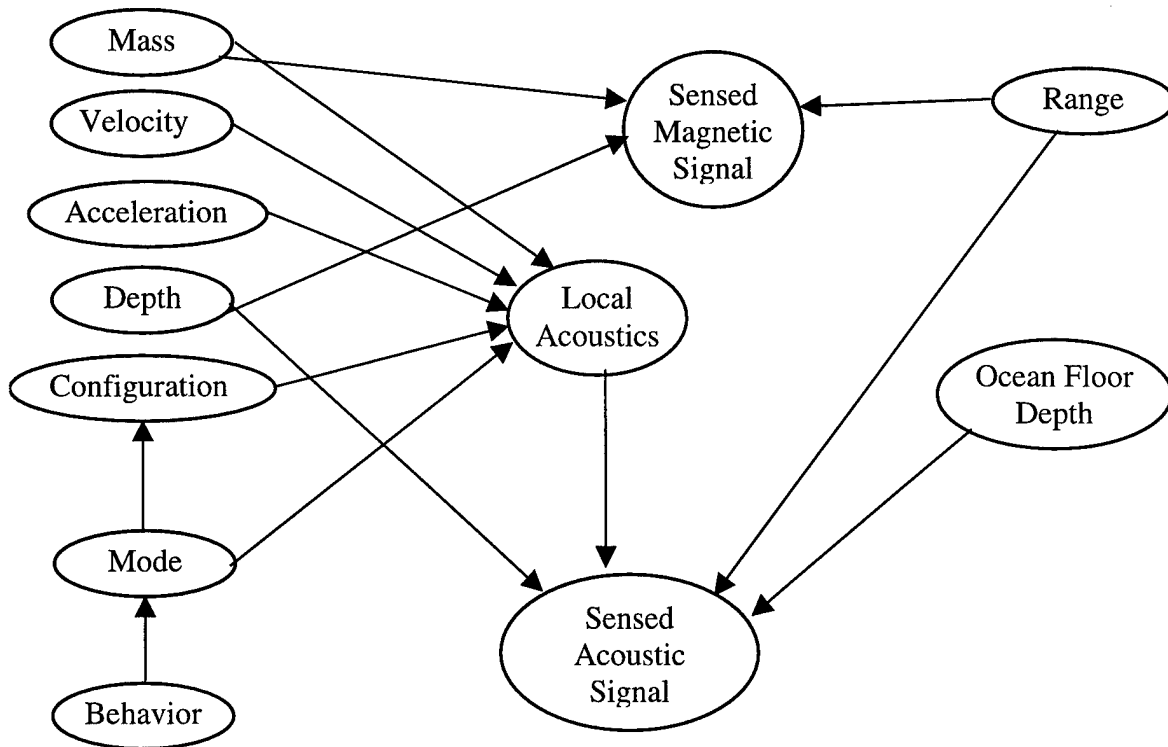 Mass
Velocity
Acceleration
Depth
Configuration
Mode
Behavior
Sensed
Magnetic
Signal
Local
Acoustics
Sensed
Acoustic
Signal
Range
Ocean Floor
Depth